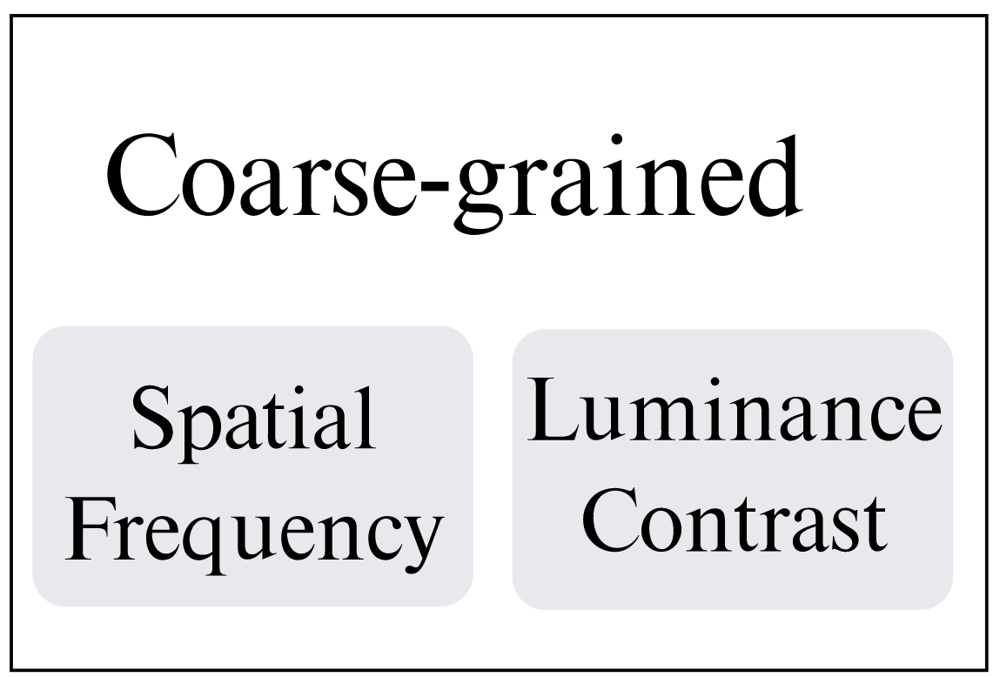 Coarse-grained
Spatial
Frequency
Luminance
Contrast